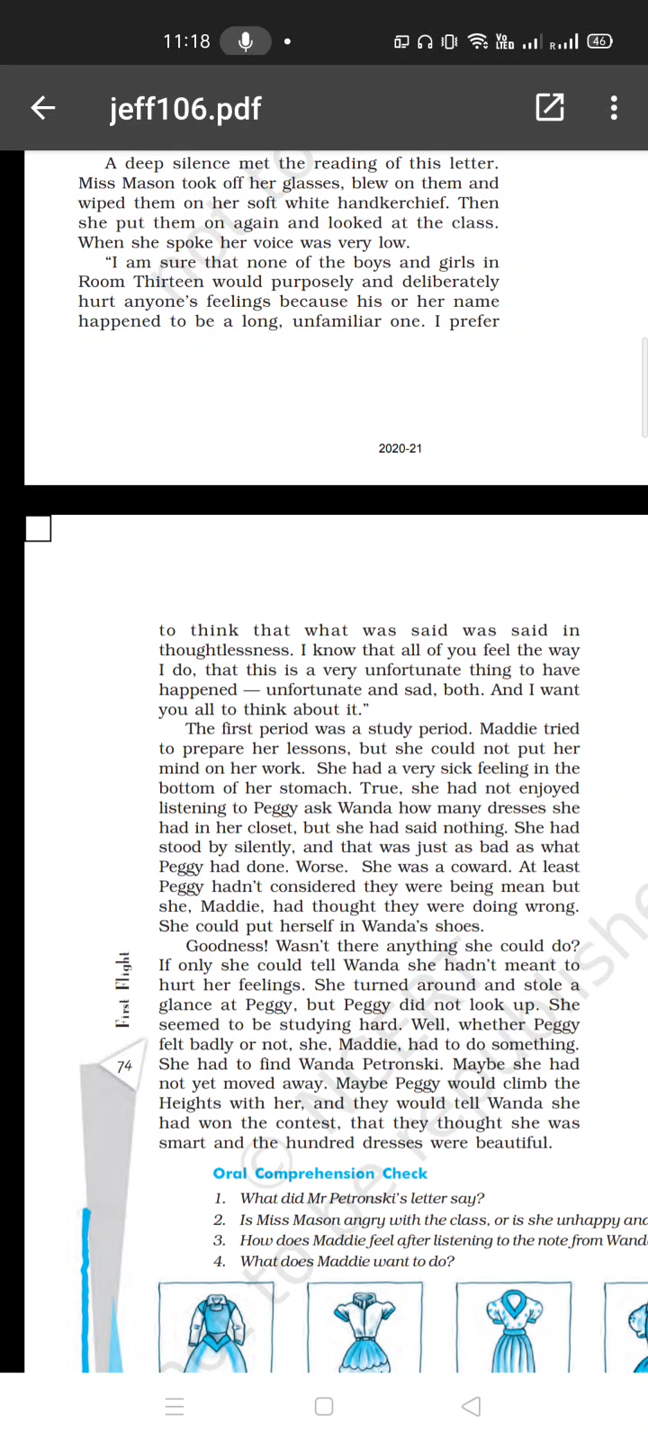 11:18
Vo
LTED
R
46
jeff106.pdf
not to
A deep silence met the reading of this letter.
Miss Mason took off her glasses, blew on them and
wiped them on her soft white handkerchief. Then
she put them on again and looked at the class.
When she spoke her voice was very low.
“I am sure that none of the boys and girls in
Room Thirteen would purposely and deliberately
hurt anyone’s feelings because his or her name
happened to be a long, unfamiliar one. I prefer
2020-21
to think that what was said was said in
thoughtlessness. I know that all of you feel the way
I do, that this is a very unfortunate thing to have
happened — unfortunate and sad, both. And I want
you all to think about it.”
The first period was a study period. Maddie tried
to prepare her lessons, but she could not put her
mind on her work. She had a very sick feeling in the
bottom of her stomach. True, she had not enjoyed
listening to Peggy ask Wanda how many dresses she
had in her closet, but she had said nothing. She had
stood by silently, and that was just as bad as what
Peggy had done. Worse. She was a coward. At least
Peggy hadn’t considered they were being mean but
she, Maddie, had thought they were doing wrong.
She could put herself in Wanda’s shoes.
Goodness! Wasn’t there anything she could do?
If only she could tell Wanda she hadn’t meant to
hurt her feelings. She turned around and stole a
glance at Peggy, but Peggy did not look up. She
seemed to be studying hard. Well, whether Peggy
felt badly or not, she, Maddie, had to do something.
She had to find Wanda Petronski. Maybe she had
not yet moved away. Maybe Peggy would climb the
Heights with her, and they would tell Wanda she
had won the contest, that they thought she was
smart and the hundred dresses were beautiful.
First Flight
74
© NCERT
not to be republishe
Oral Comprehension Check
1. What did Mr Petronski’s letter say?
2. Is Miss Mason angry with the class, or is she unhappy and
3. How does Maddie feel after listening to the note from Wand
4. What does Maddie want to do?